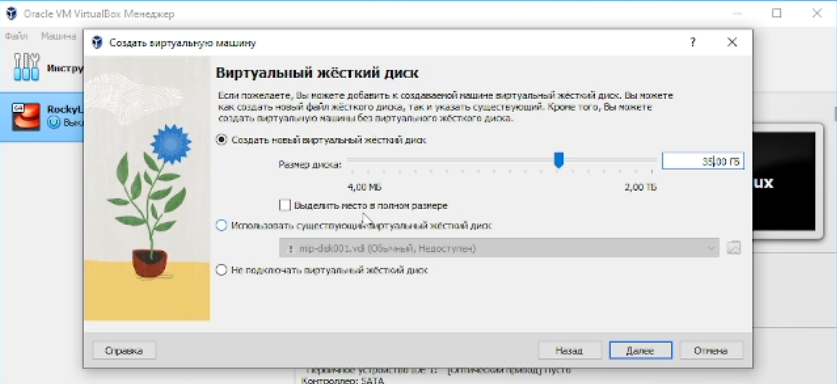 Oracle VM VirtualBox Менеджер
Файл Машина
Создать виртуальную машину
?
Инстру
Виртуальный жёсткий диск
Если пожелаете, Вы можете добавить к создаваемой машине виртуальный жёсткий диск. Вы можете
как создать новый файл жёсткого диска, так и указать существующий. Кроме того, Вы можете
создать виртуальную машины без виртуального жёсткого диска.
64
RockyL
Вык
Создать новый виртуальный жёсткий диск
Размер диска:
35,00 ГБ
4,00 МБ
2,00 ТБ
ux
Выделить место в полном размере
Использовать существующий виртуальный жёсткий диск
mip-disk001.vdi (Обычный, Недоступен)
Не подключать виртуальный жёсткий диск
Справка
Назад
Далее
Отмена
Первичное устройство IDE 1: [Оптический привод] Пусто
Контроллер: SATA